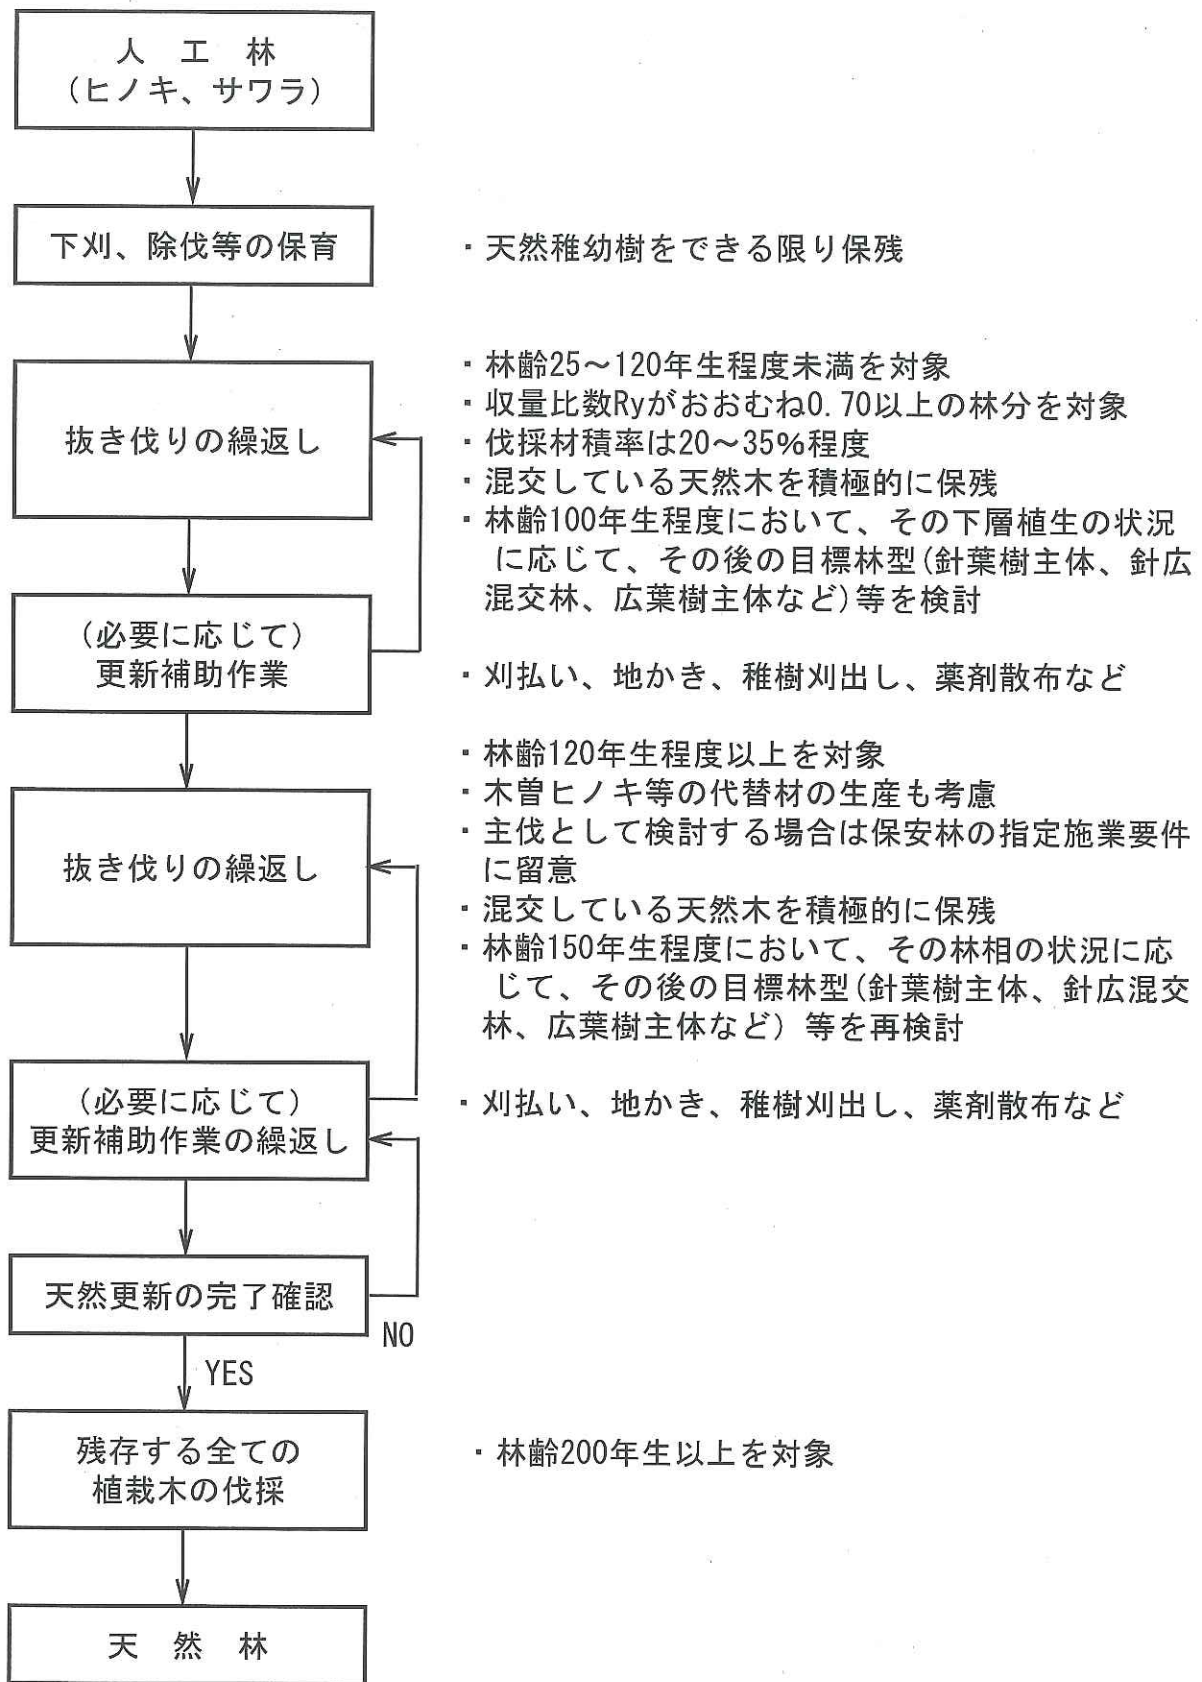 人　工　林
(ヒノキ、サワラ)
下刈、除伐等の保育
・天然稚幼樹をできる限り保残
抜き伐りの繰返し
・林齢25～120年生程度未満を対象
・収量比数Ryがおおむね0.70以上の林分を対象
・伐採材積率は20～35%程度
・混交している天然木を積極的に保残
・林齢100年生程度において、その下層植生の状況
に応じて、その後の目標林型(針葉樹主体、針広
混交林、広葉樹主体など)等を検討
(必要に応じて)
更新補助作業
・刈払い、地かき、稚樹刈出し、薬剤散布など
抜き伐りの繰返し
・林齢120年生程度以上を対象
・木曽ヒノキ等の代替材の生産も考慮
・主伐として検討する場合は保安林の指定施業要件
に留意
・混交している天然木を積極的に保残
・林齢150年生程度において、その林相の状況に応
じて、その後の目標林型(針葉樹主体、針広混交
林、広葉樹主体など) 等を再検討
(必要に応じて)
更新補助作業の繰返し
・刈払い、地かき、稚樹刈出し、薬剤散布など
天然更新の完了確認
NO
YES
残存する全ての
植栽木の伐採
・林齢200年生以上を対象
天　然　林